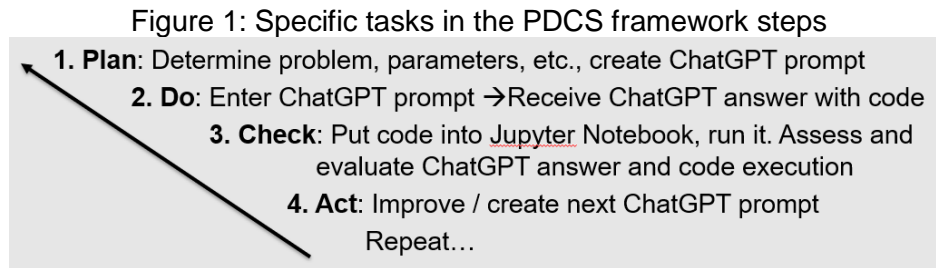 Figure 1: Specific tasks in the PDCS framework steps
1. Plan: Determine problem, parameters, etc., create ChatGPT prompt
2. Do: Enter ChatGPT prompt →Receive ChatGPT answer with code
3. Check: Put code into Jupyter Notebook, run it. Assess and
evaluate ChatGPT answer and code execution
4. Act: Improve / create next ChatGPT prompt
Repeat…